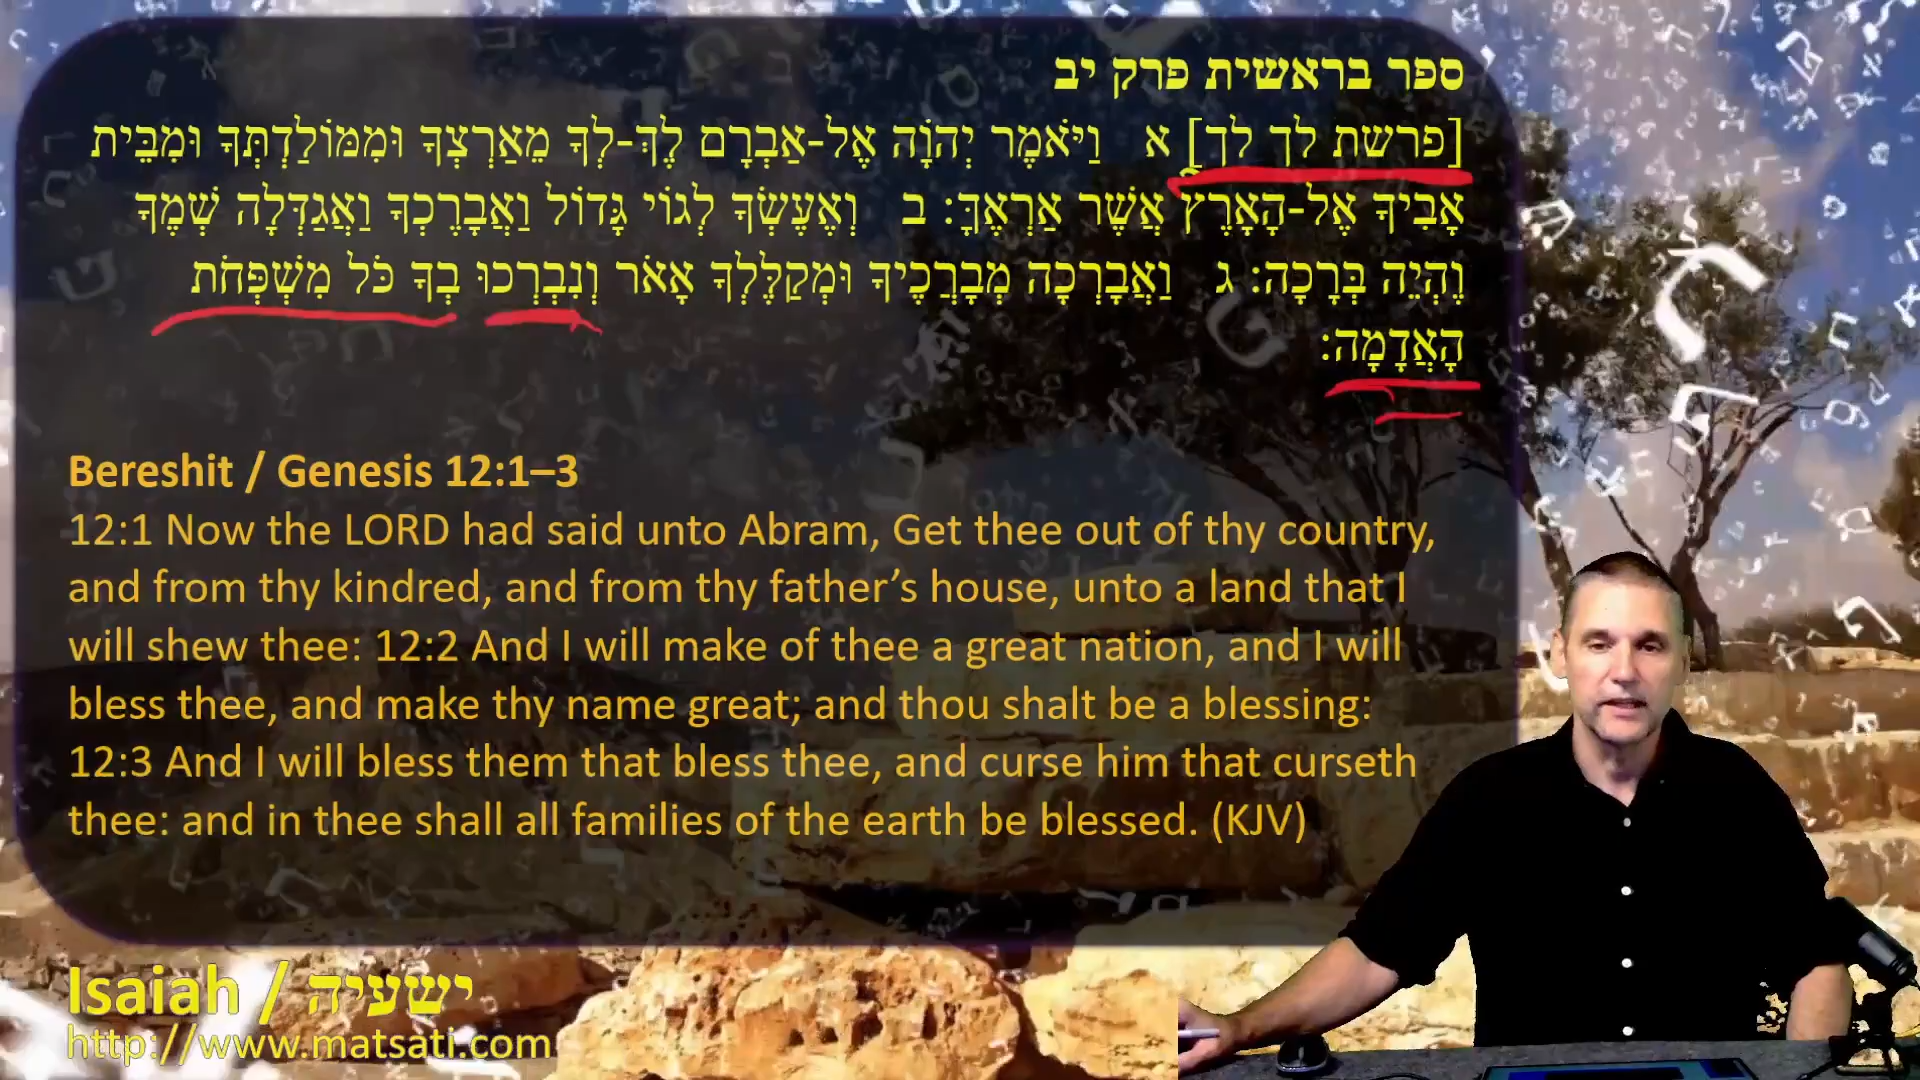 ספר בראשית פרק יב
[פרשת לך לך] א וַיֹּאמֶר יְהֹוָה אֶל-אַבְרָם לֶךְ-לְךָ מֵאַרְצְךָ וּמִמּוֹלַדְתְּךָ וּמִבֵּית
אָבִיךָ אֶל-הָאָרֶץ אֲשֶׁר אַרְאֶךָּ: ב וְאֶעֶשְׂךָ לְגוֹי גָּדוֹל וַאֲבָרֶכְךָ וַאֲגַדְּלָה שְׁמֶךָ
וֶהְיֵה בְּרָכָה: ג וַאֲבָרְכָה מְבָרֲכֶיךָ וּמְקַלֶּלְךָ אָאֹר וְנִבְרְכוּ בְךָ כֹּל מִשְׁפְּחֹת
הָאֲדָמָה:
Bereshit / Genesis 12:1–3
12:1 Now the LORD had said unto Abram, Get thee out of thy country,
and from thy kindred, and from thy father’s house, unto a land that I
will shew thee: 12:2 And I will make of thee a great nation, and I will
bless thee, and make thy name great; and thou shalt be a blessing:
12:3 And I will bless them that bless thee, and curse him that curseth
thee: and in thee shall all families of the earth be blessed. (KJV)
Isaiah / ישעיה
http://www.matsati.com